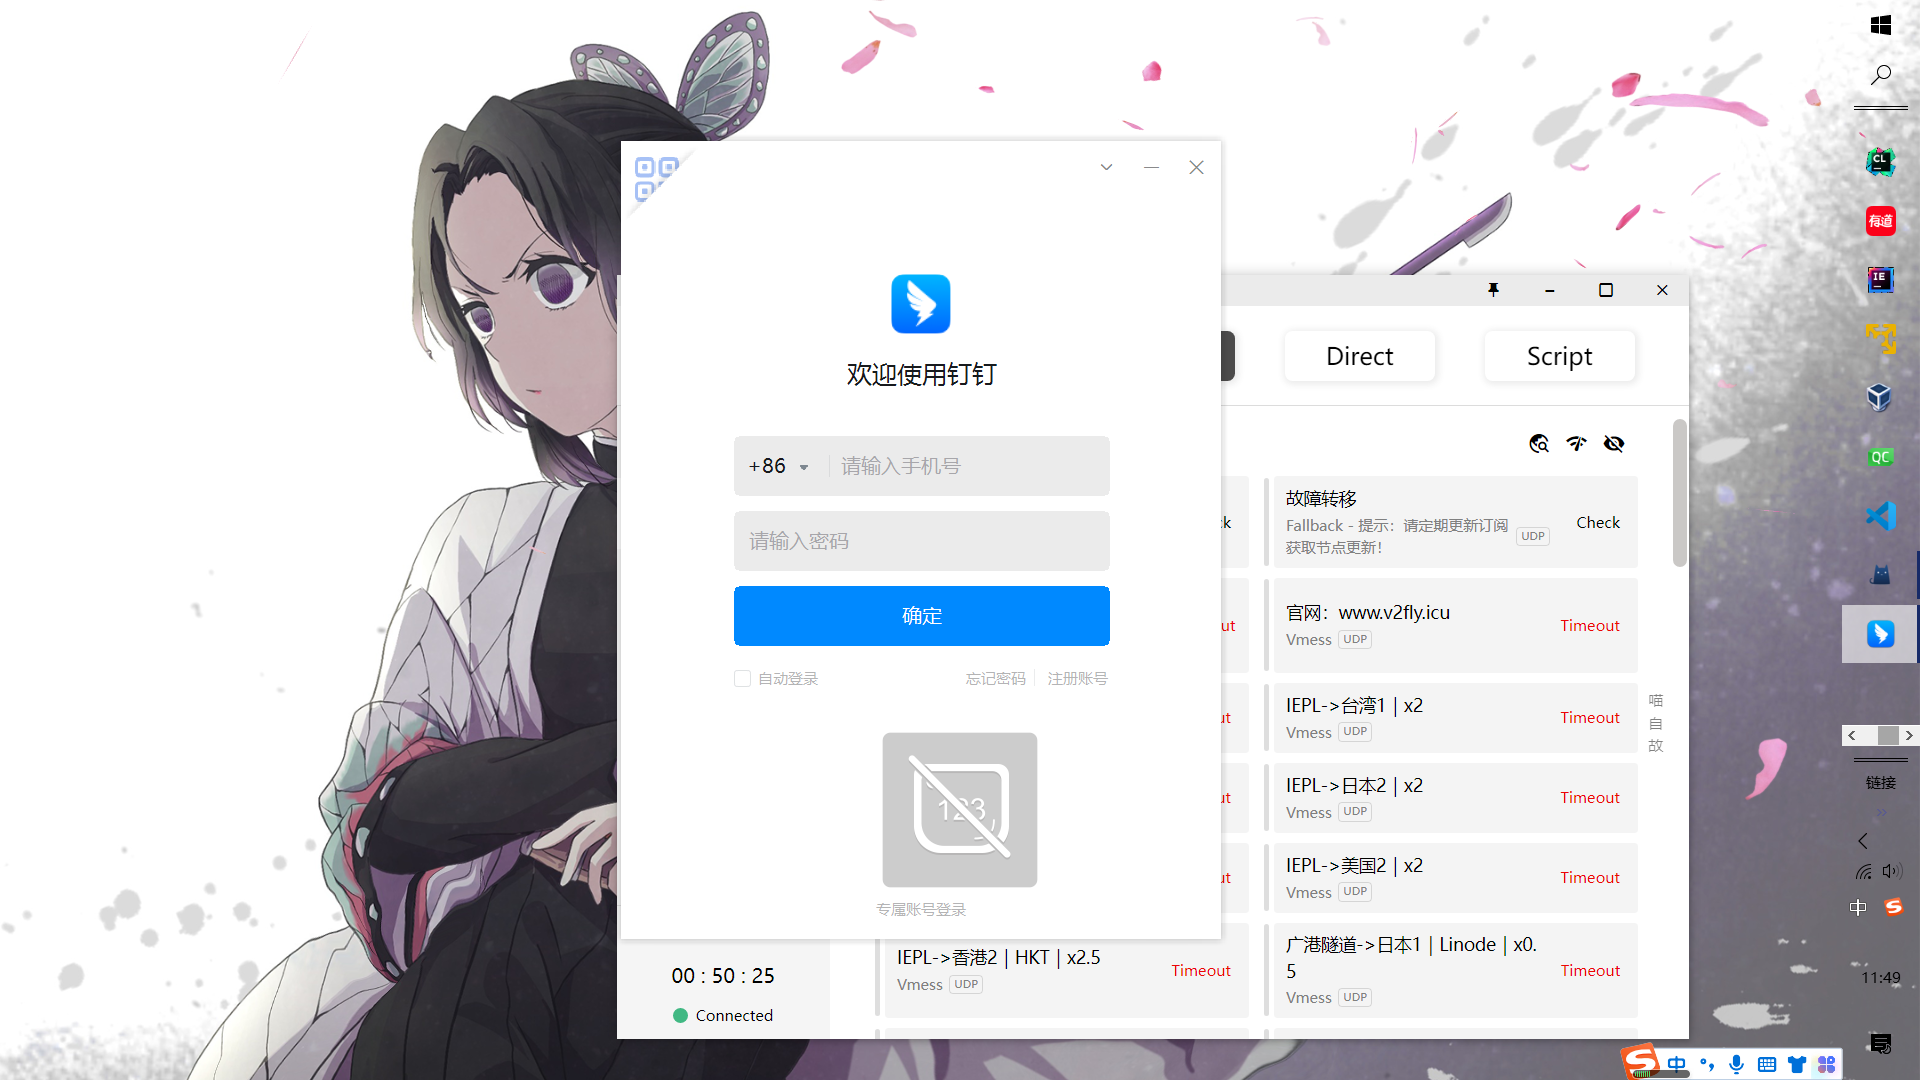 欢迎使用钉钉
+86
请输入手机号
请输入密码
确定
自动登录
忘记密码
注册账号
123
专属账号登录
Direct
Script
故障转移
Fallback - 提示：请定期更新订阅
获取节点更新！
UDP
Check
官网：www.v2fly.icu
Vmess
UDP
Timeout
IEPL->台湾1 | x2
Vmess
UDP
Timeout
IEPL->日本2 | x2
Vmess
UDP
Timeout
IEPL->美国2 | x2
Vmess
UDP
Timeout
IEPL->香港2 | HKT | x2.5
Vmess
UDP
Timeout
广港隧道->日本1 | Linode | x0.
5
Vmess
UDP
Timeout
喵
自
故
00 : 50 : 25
Connected
CL
有道
IE
QC
链接
中
11:49
中